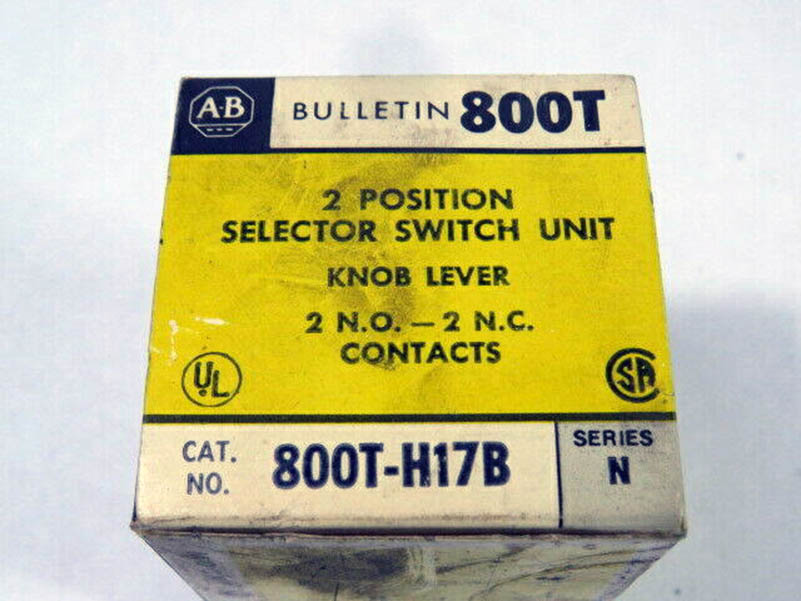 A-B BULLETIN 800T
2 POSITION
SELECTOR SWITCH UNIT
KNOB LEVER
2 N.O. — 2 N.C.
CONTACTS
UL SA
CAT. NO. 800T-H17B
SERIES N